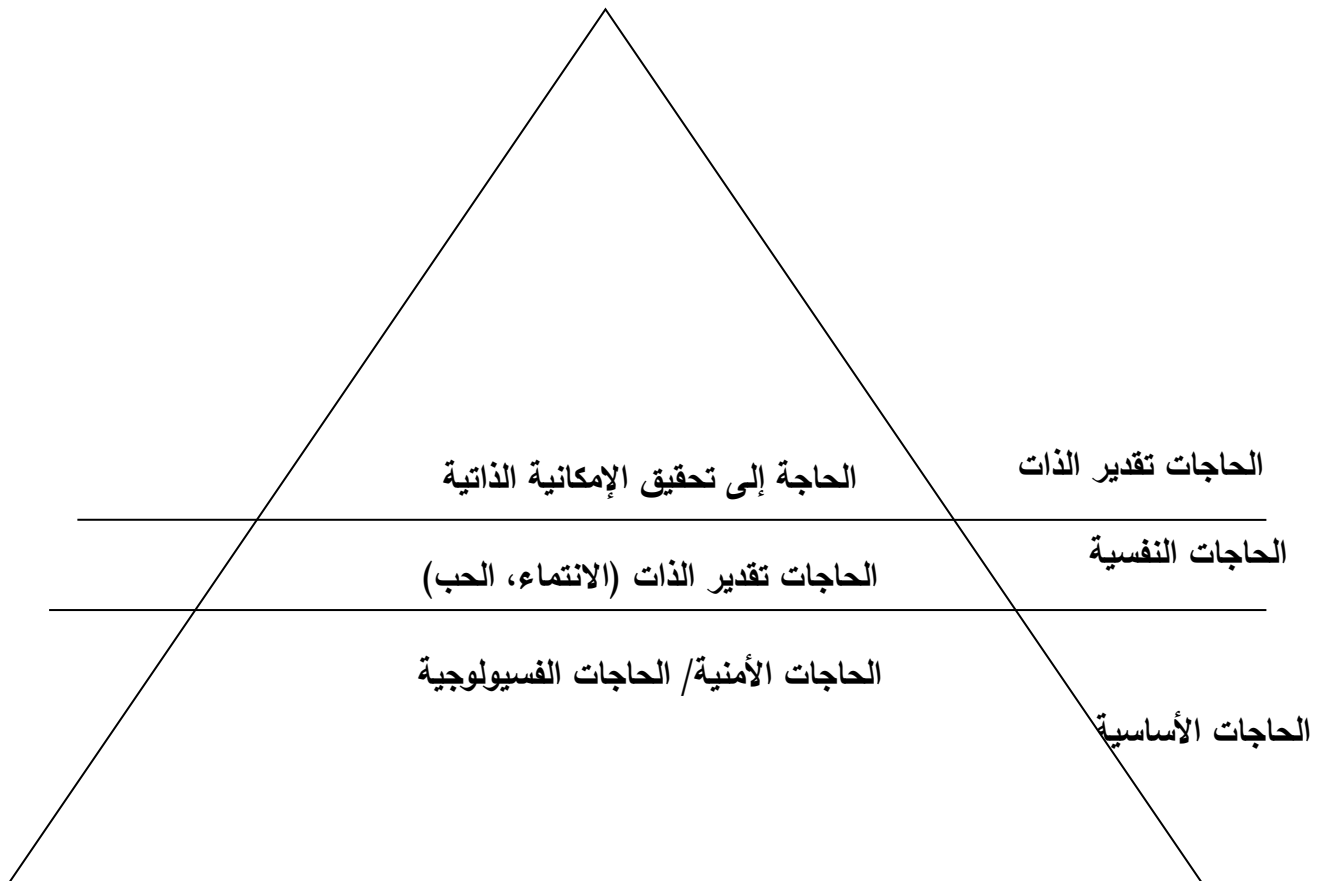 الحاجات تقدير الذات
الحاجة إلى تحقيق الإمكانية الذاتية
الحاجات النفسية
الحاجات تقدير الذات (الانتماء، الحب)
الحاجات الأمنية/ الحاجات الفسيولوجية
الحاجات الأساسية